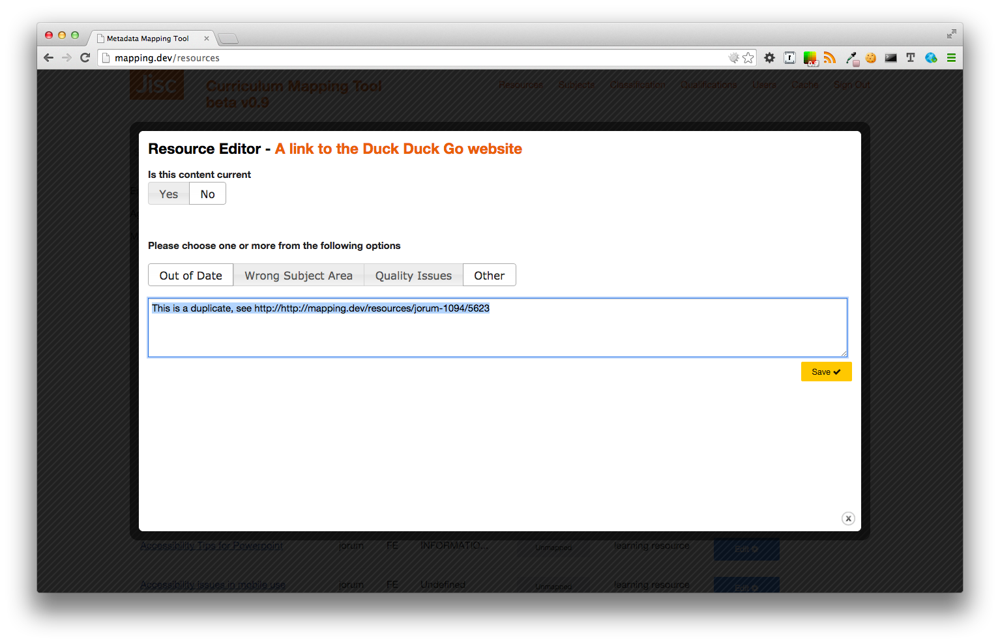 Metadata Mapping Tool
mapping.dev/resources
Jisc
Curriculum Mapping Tool
beta v0.9
Resources Subjects Classification Qualifications Users Cache Sign Out
Resource Editor - A link to the Duck Duck Go website
Is this content current
Yes No
Please choose one or more from the following options
Out of Date Wrong Subject Area Quality Issues Other
This is a duplicate, see http://http://mapping.dev/resources/jorum-1094/5623
Save
x
Accessibility Tips for Powerpoint jorum FE INFORMATIO... Unmapped learning resource Edit
Accessibility issues in mobile use jorum FE Undefined Unmapped learning resource Edit